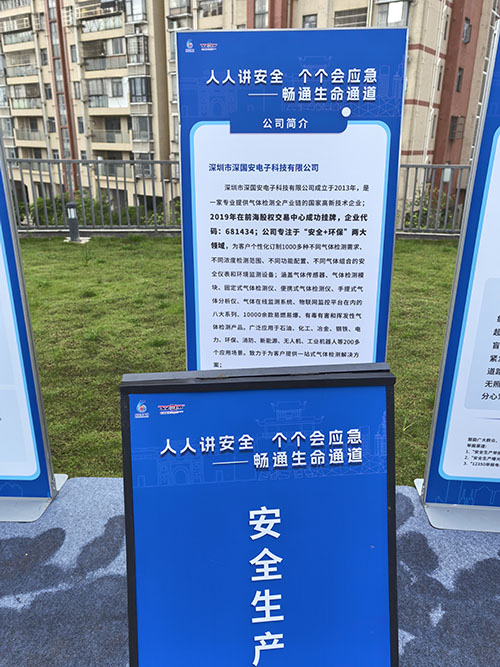 人人讲安全 个个会应急
——畅通生命通道
公司简介
深圳市深国安电子科技有限公司
深圳市深国安电子科技有限公司成立于2013年，是
一家专业提供气体检测全产业链的国家高新技术企业；
2019年在前海股权交易中心成功挂牌，企业代
码：681434；公司专注于“安全+环保”两大
领域，为客户个性化订制1000多种不同气体检测需求、
不同浓度检测范围、不同功能配置、不同气体组合的安
全仪表和环境监测设备；涵盖气体传感器、气体检测模
块、固定式气体检测仪、便携式气体检测仪、手提式气
体分析仪、气体在线监测系统、物联网监控平台在内的
八大系列、10000余款易燃易爆、有毒有害和挥发性气
体检测产品。广泛应用于石油、化工、冶金、钢铁、电
力、环保、消防、新能源、无人机、工业机器人等200多
个应用场景。致力于为客户提供一站式气体检测解决方
案；
人人讲安全 个个会应急
——畅通生命通道
安全生产
超
盲
紧
道路
无照
分心